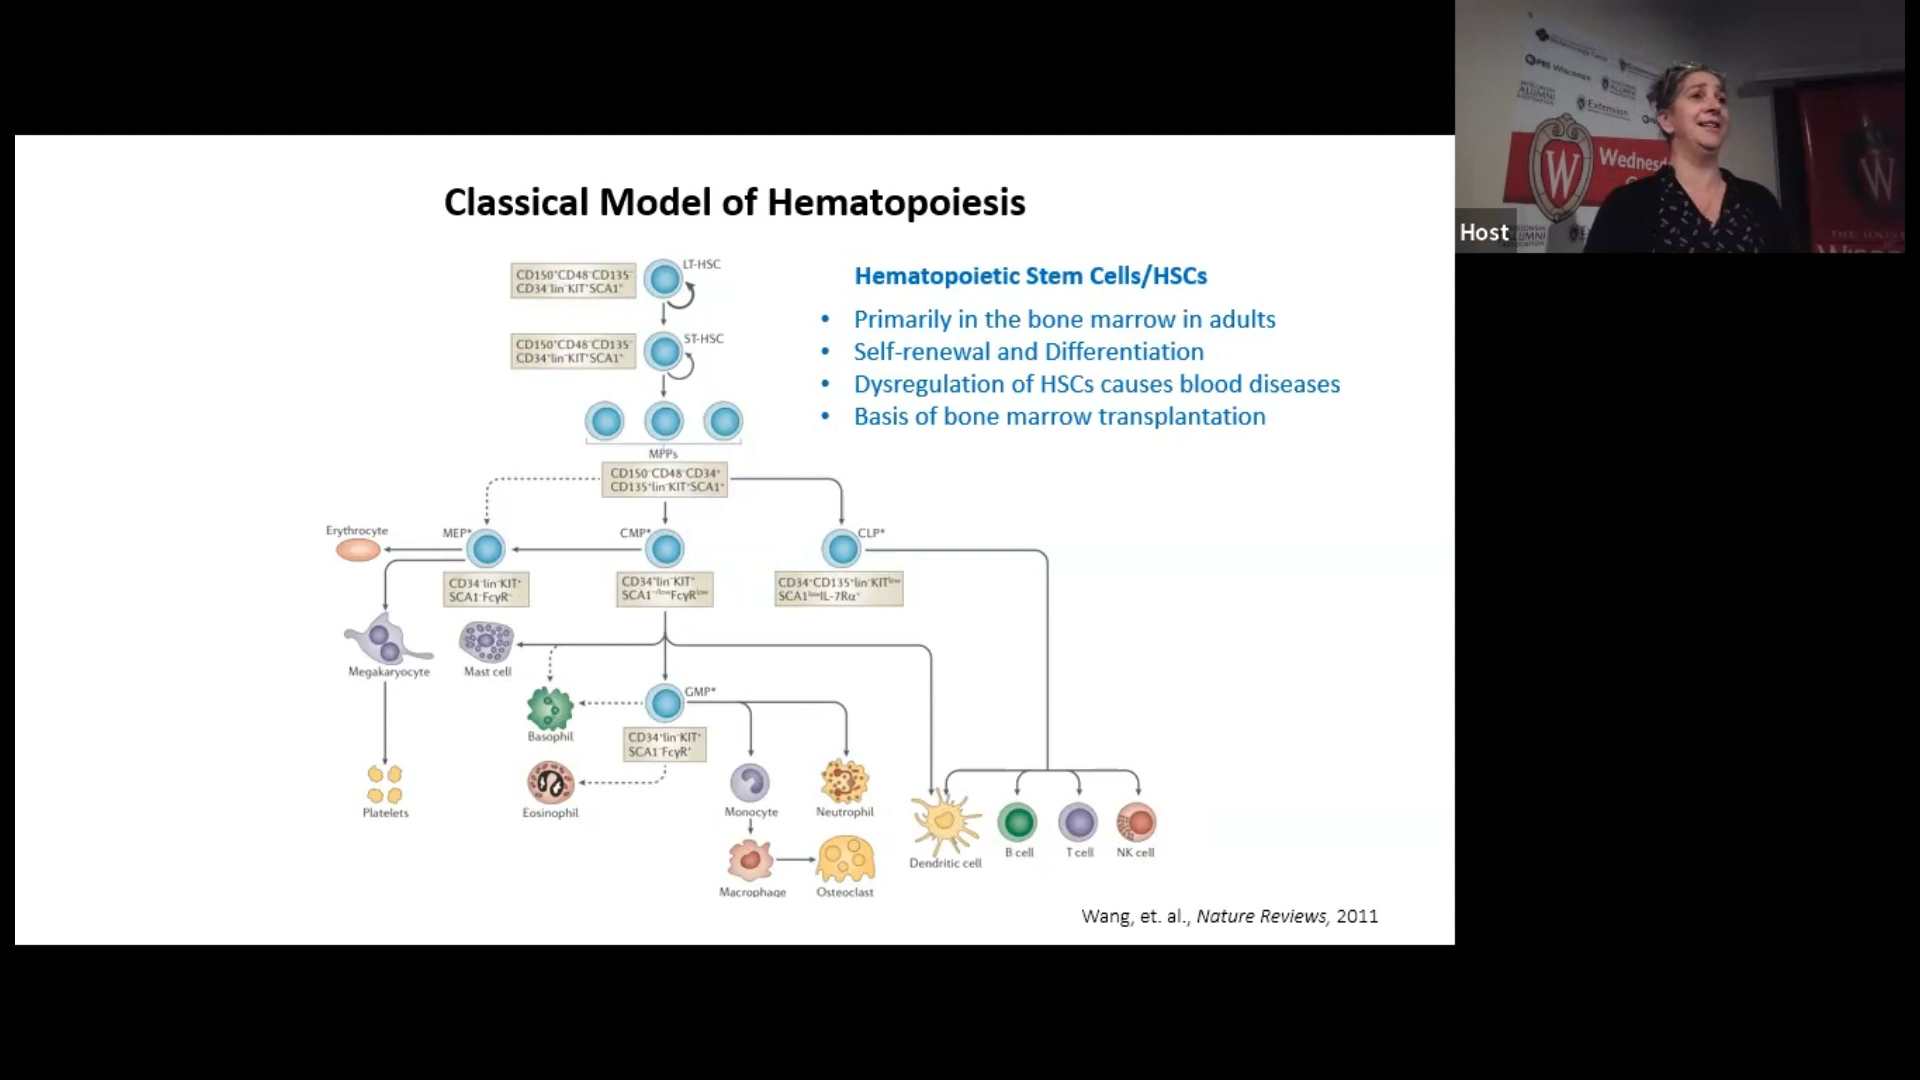 Classical Model of Hematopoiesis
LT-HSC
CD150⁺CD48⁻CD135⁻
CD34⁻lin⁻KIT⁺SCA1⁺
ST-HSC
CD150⁺CD48⁻CD135⁻
CD34⁺lin⁻KIT⁺SCA1⁺
MPPs
CD150⁻CD48⁻CD34⁺
CD135⁺lin⁻KIT⁺SCA1⁺
Hematopoietic Stem Cells/HSCs
• Primarily in the bone marrow in adults
• Self-renewal and Differentiation
• Dysregulation of HSCs causes blood diseases
• Basis of bone marrow transplantation
Erythrocyte
MEP*
CMP*
CLP*
CD34⁻lin⁻KIT⁺
SCA1⁻FcγR⁻
CD34⁺lin⁻KIT⁺
SCA1⁻/lowFcγRlow
CD34⁺CD135⁺lin⁻KITlow
SCA1lowIL-7Rα⁺
Megakaryocyte
Mast cell
GMP*
Basophil
CD34⁺lin⁻KIT⁺
SCA1⁻FcγR⁺
Platelets
Eosinophil
Monocyte
Neutrophil
Dendritic cell
B cell
T cell
NK cell
Macrophage
Osteoclast
Wang, et. al., Nature Reviews, 2011
PBS Wisconsin
ALUMNI
Extension
W
Wednesd
W
Host